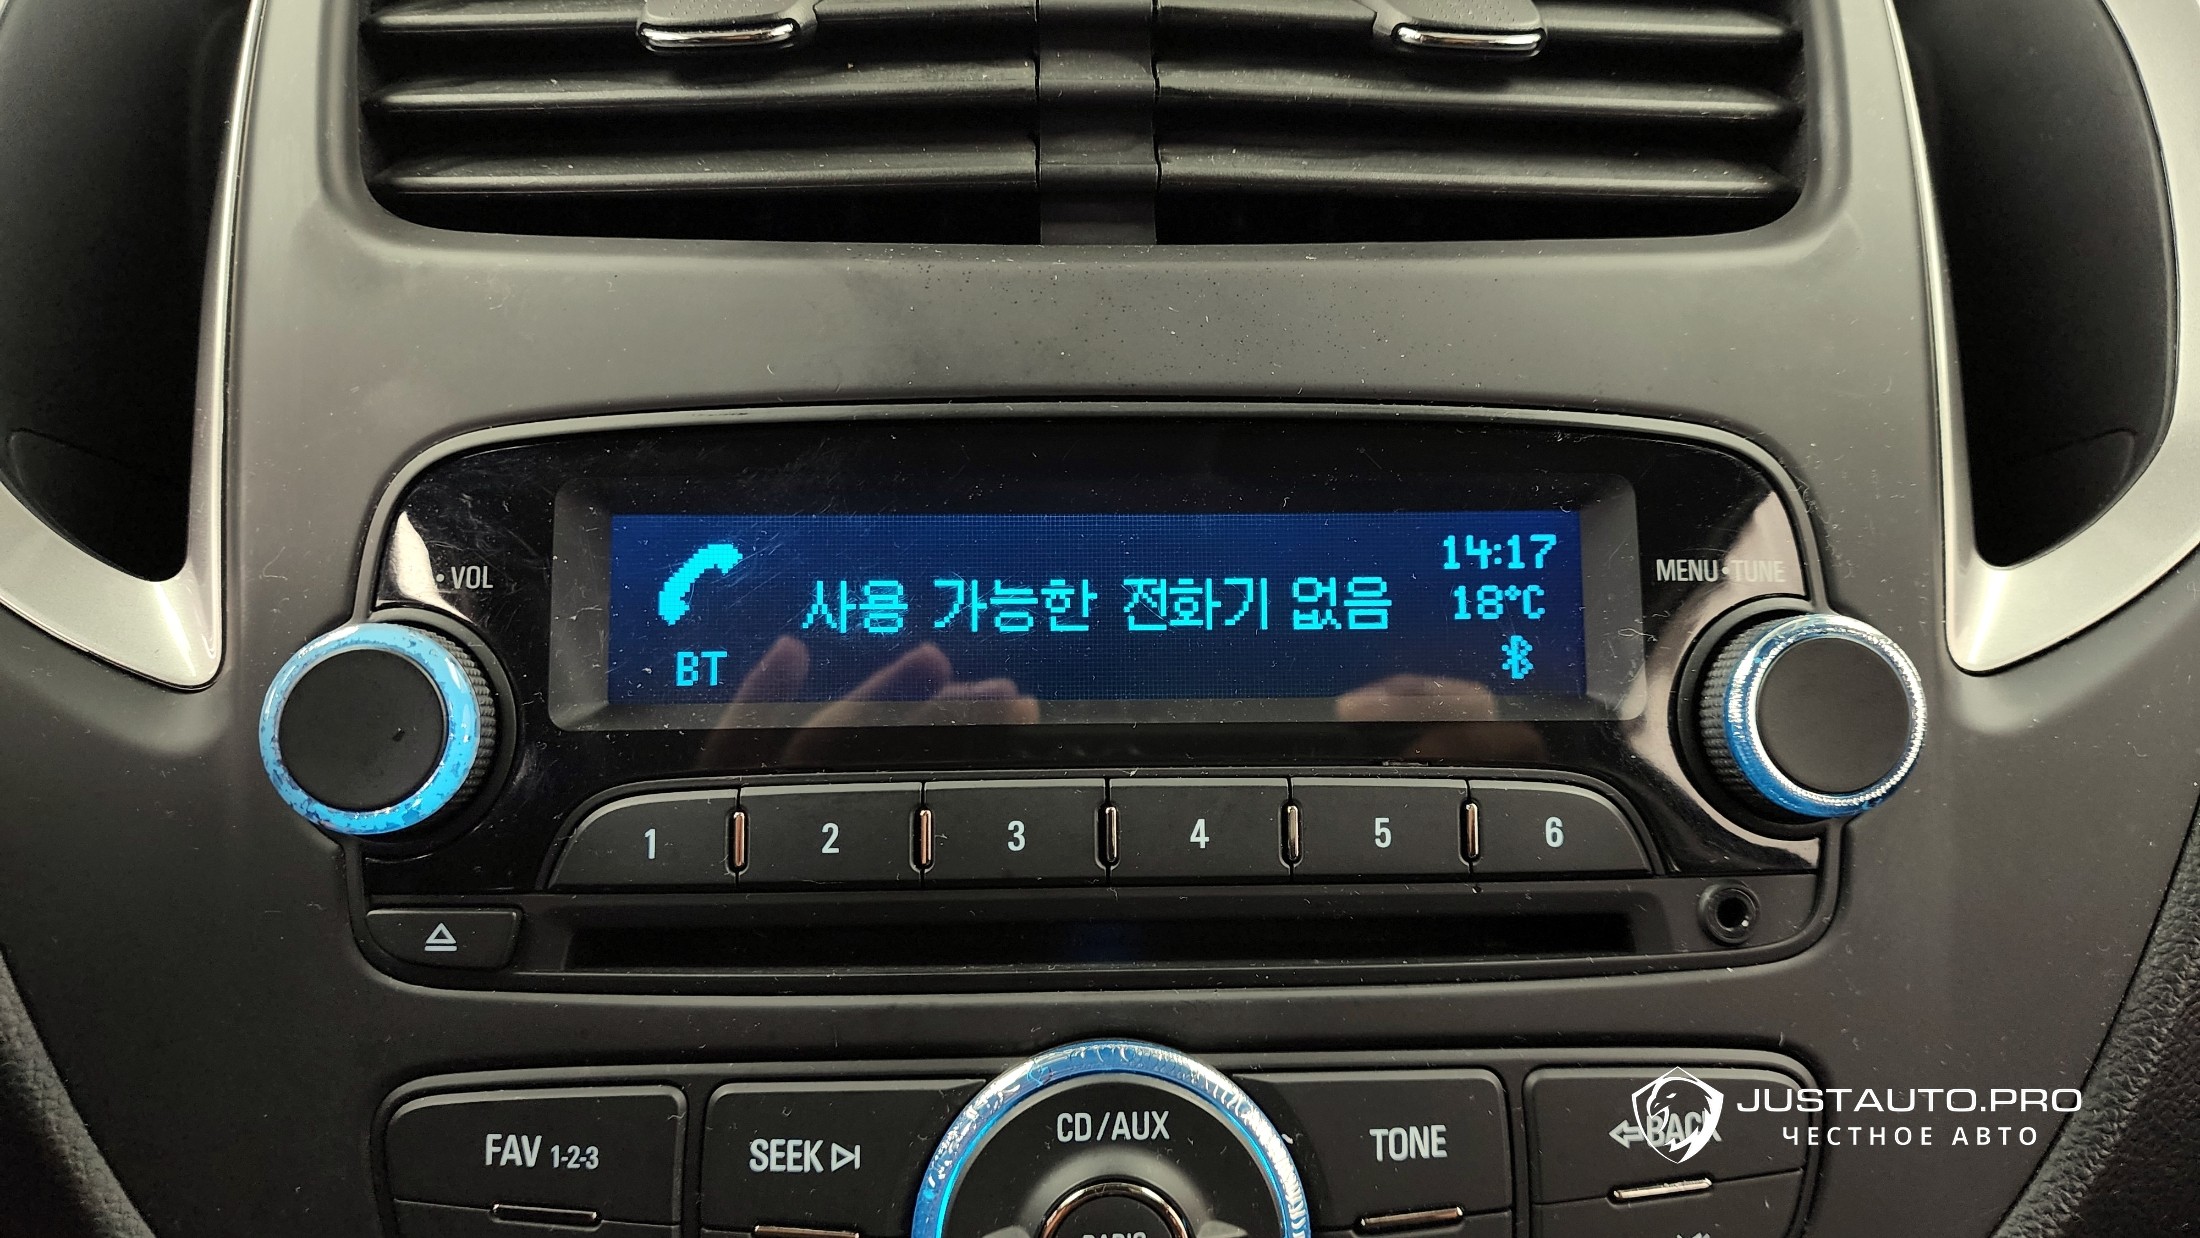 14:17
사용 가능한 전화기 없음
18°C
BT
VOL
MENU•TUNE
1 2 3 4 5 6
CD/AUX
FAV 1-2-3
SEEK
TONE
BACK
RADIO
JUSTAUTO.PRO
ЧЕСТНОЕ АВТО